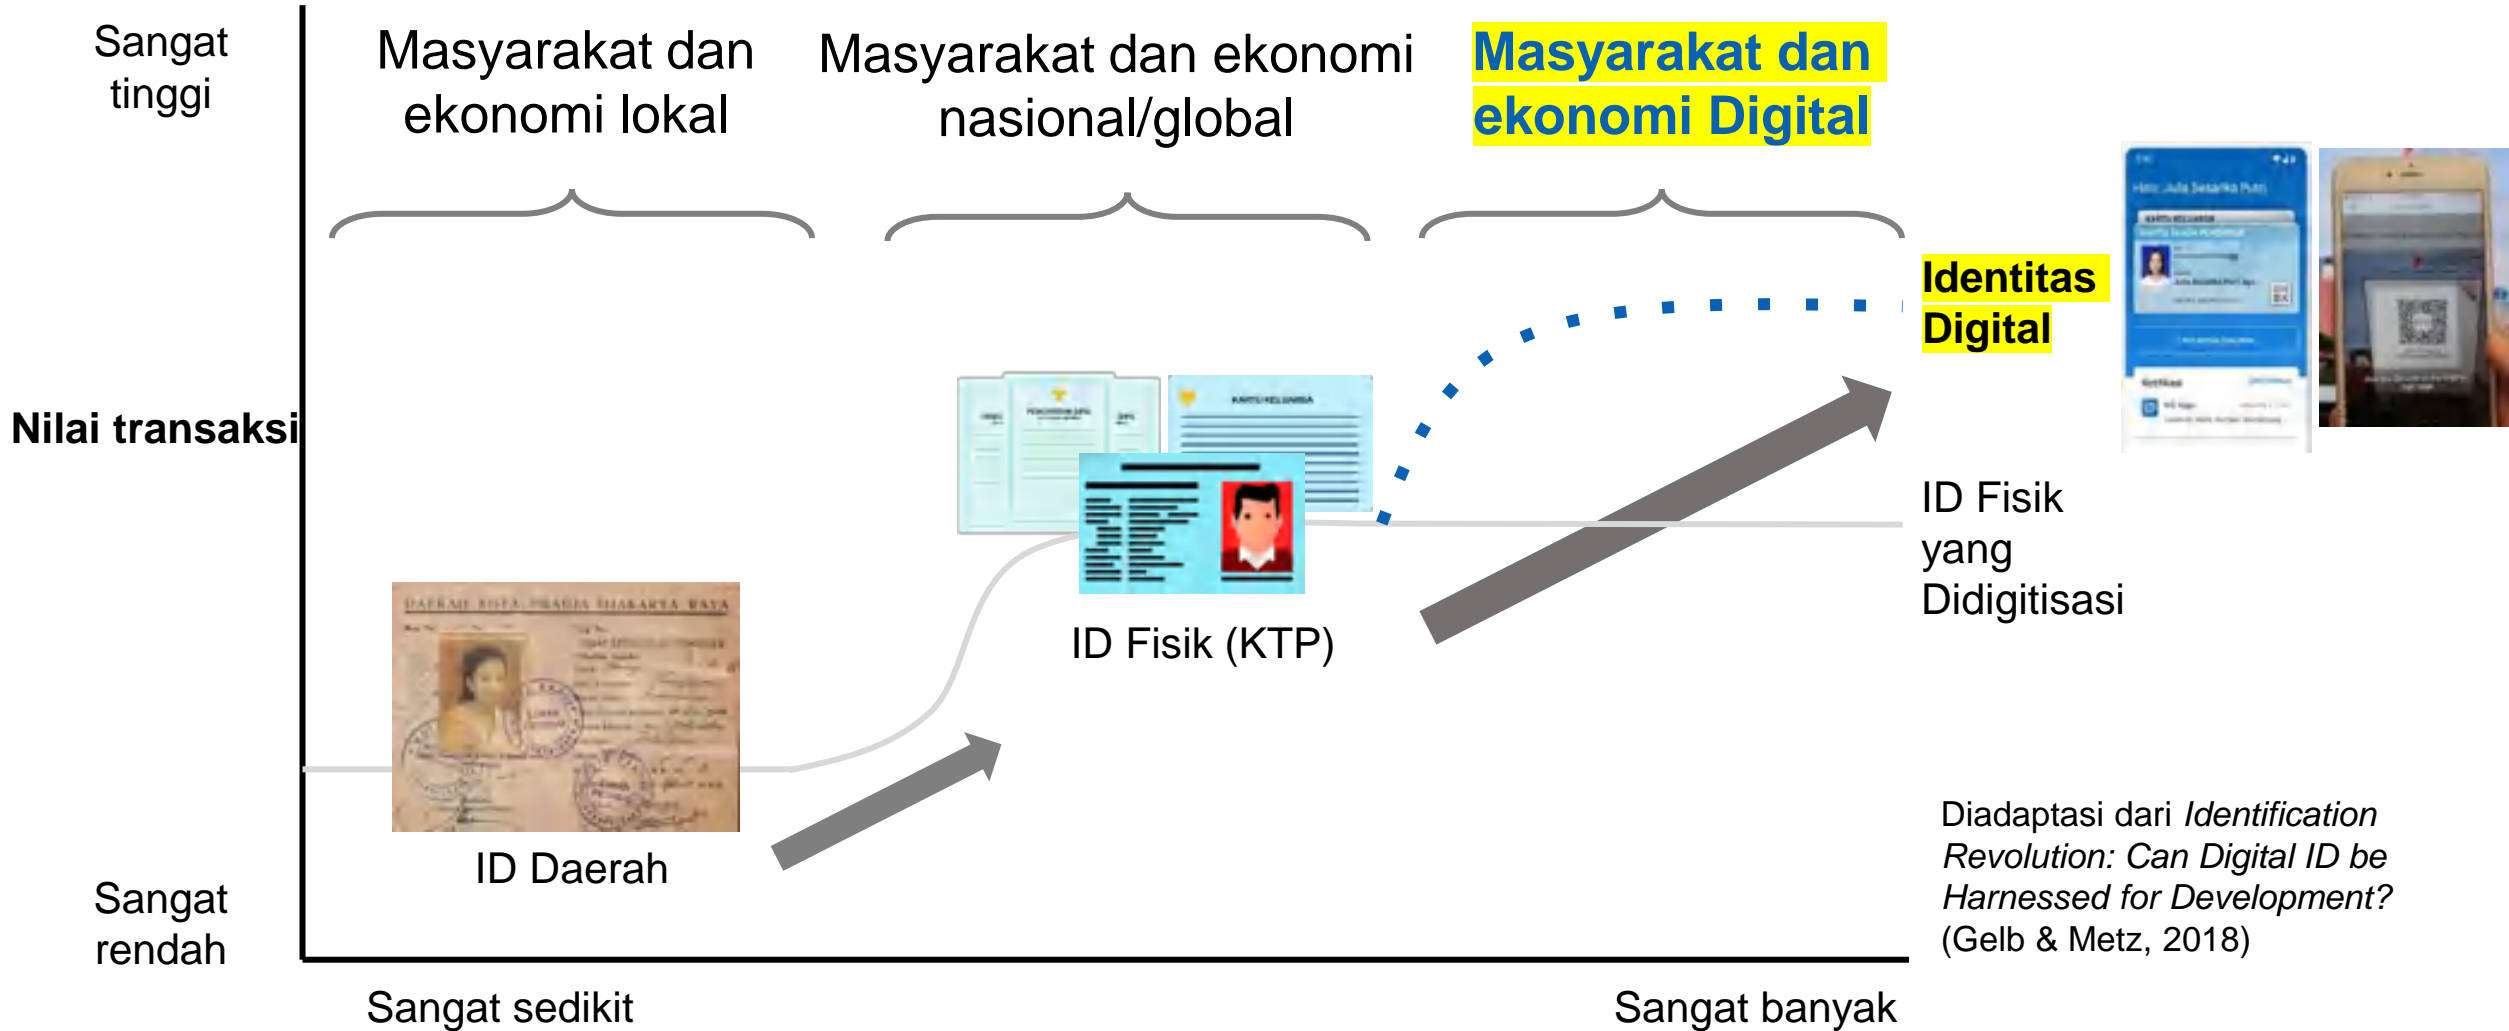 Sangat
tinggi
Masyarakat dan
ekonomi lokal
Masyarakat dan ekonomi
nasional/global
Masyarakat dan
ekonomi Digital
Identitas
Digital
Nilai transaksi
KARTU KELUARGA
ID Fisik
yang
Didigitisasi
ID Fisik (KTP)
ID Daerah
Sangat
rendah
Diadaptasi dari Identification
Revolution: Can Digital ID be
Harnessed for Development?
(Gelb & Metz, 2018)
Sangat sedikit
Sangat banyak